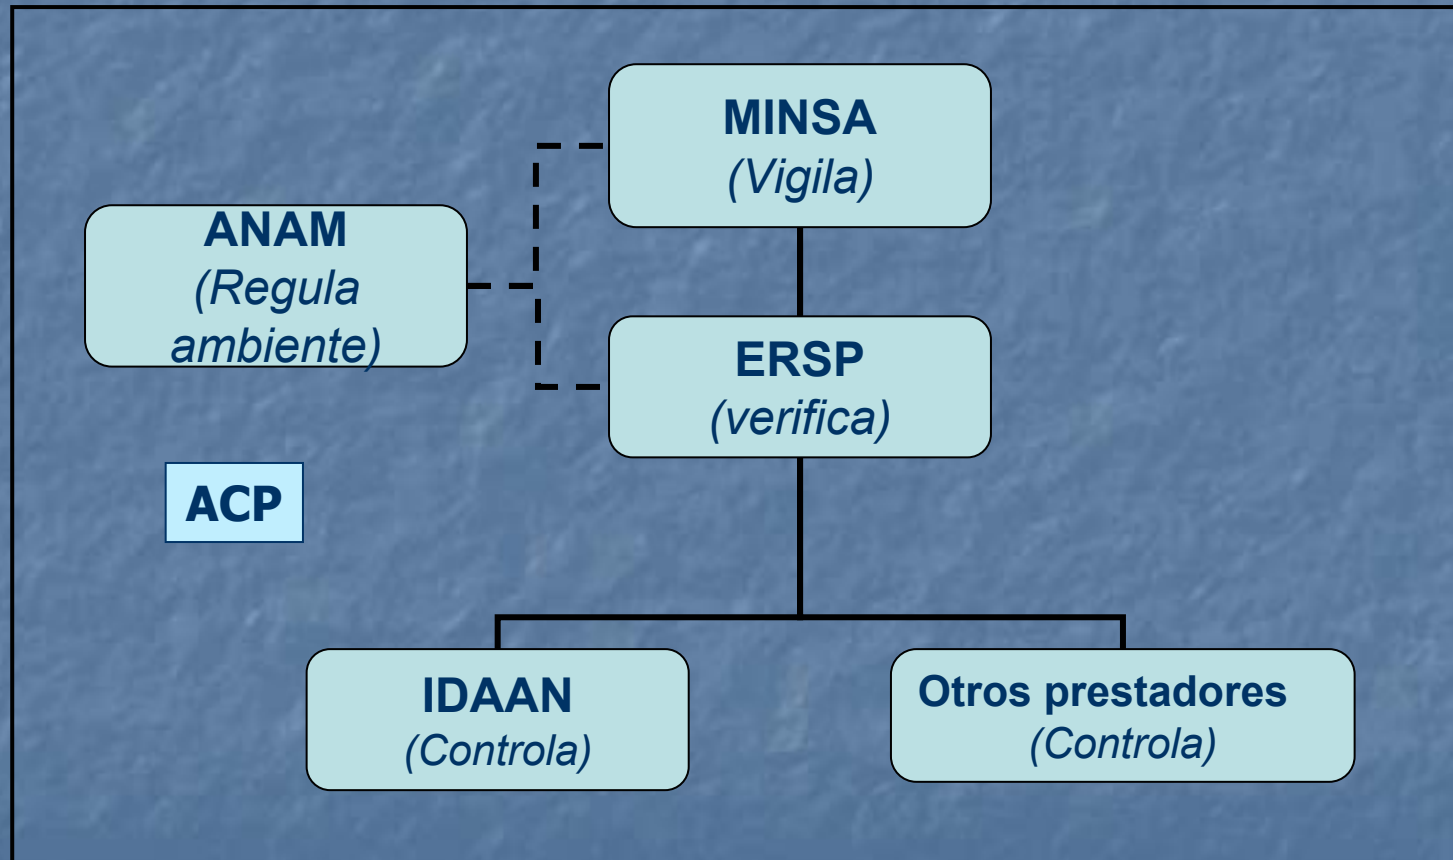 MINSA
(Vigila)
ANAM
(Regula
ambiente)
ERSP
(verifica)
ACP
IDAAN
(Controla)
Otros prestadores
(Controla)